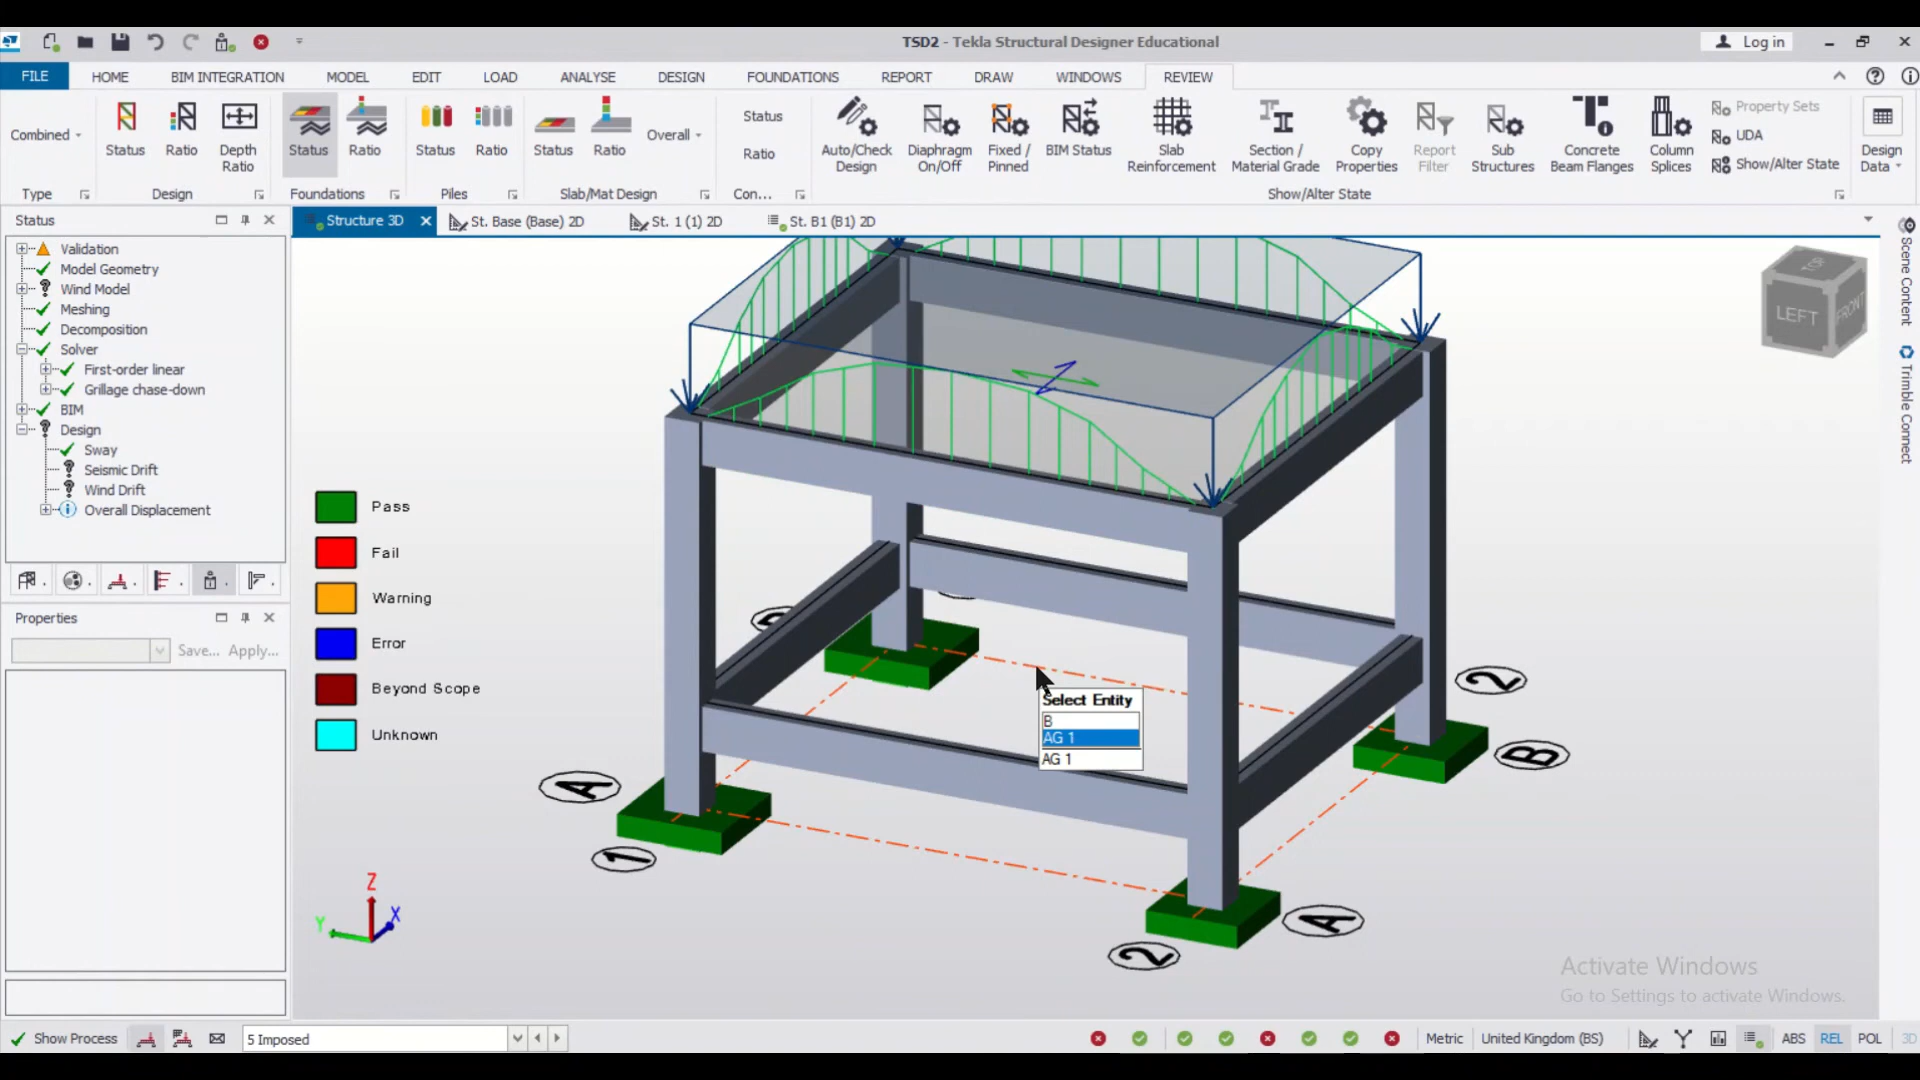 TSD2 - Tekla Structural Designer Educational
Log in
FILE HOME BIM INTEGRATION MODEL EDIT LOAD ANALYSE DESIGN FOUNDATIONS REPORT DRAW WINDOWS REVIEW
Combined
Type
Status
Ratio
Depth Ratio
Design
Status
Ratio
Foundations
Status
Ratio
Piles
Status
Ratio
Overall
Slab/Mat Design
Status
Ratio
Con...
Auto/Check Design
Diaphragm On/Off
Fixed / Pinned
BIM Status
Slab Reinforcement
Section / Material Grade
Copy Properties
Report Filter
Sub Structures
Concrete Beam Flanges
Column Splices
Property Sets
UDA
Show/Alter State
Show/Alter State
Design Data
Status
Validation
Model Geometry
Wind Model
Meshing
Decomposition
Solver
First-order linear
Grillage chase-down
BIM
Design
Sway
Seismic Drift
Wind Drift
Overall Displacement
Properties
Save... Apply...
Structure 3D
St. Base (Base) 2D
St. 1 (1) 2D
St. B1 (B1) 2D
Pass
Fail
Warning
Error
Beyond Scope
Unknown
TOP
LEFT
FRONT
Scene Content
Trimble Connect
Select Entity
B
AG 1
AG 1
A
1
2
A
B
2
Z
Y
X
Activate Windows
Go to Settings to activate Windows.
Show Process
5 Imposed
Metric
United Kingdom (BS)
ABS
REL
POL
3D